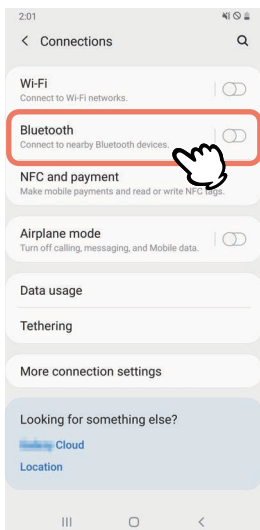 2:01
Connections
Wi-Fi
Connect to Wi-Fi networks.
Bluetooth
Connect to nearby Bluetooth devices.
NFC and payment
Make mobile payments and read or write NFC tags.
Airplane mode
Turn off calling, messaging, and Mobile data.
Data usage
Tethering
More connection settings
Looking for something else?
Cloud
Location